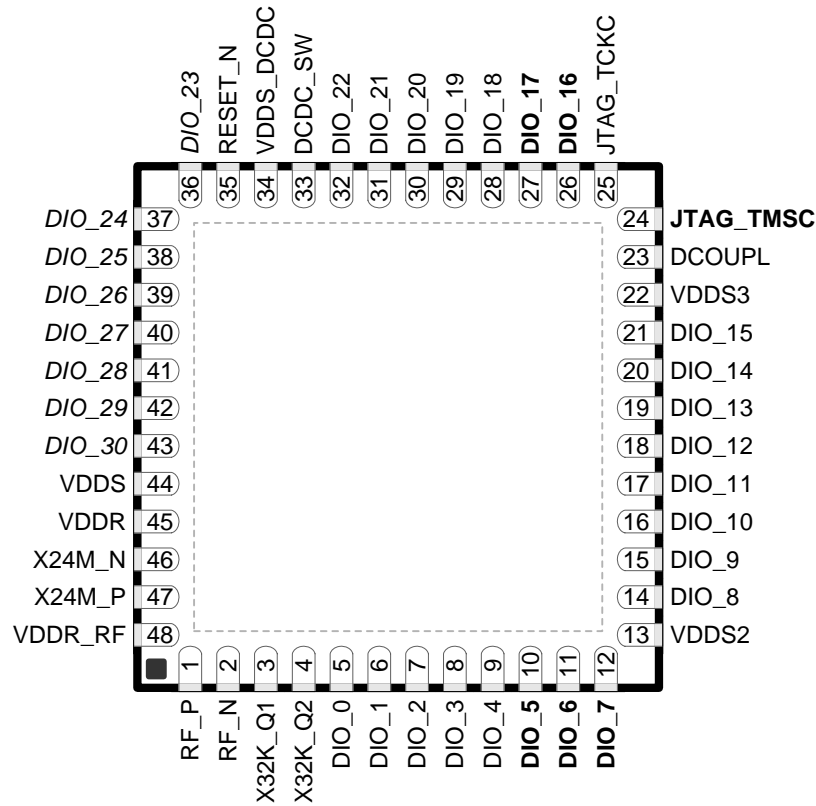 DIO_23
RESET_N
VDDS_DCDC
DCDC_SW
DIO_22
DIO_21
DIO_20
DIO_19
DIO_18
DIO_17
DIO_16
JTAG_TCKC
36
35
34
33
32
31
30
29
28
27
26
25
DIO_24 37
DIO_25 38
DIO_26 39
DIO_27 40
DIO_28 41
DIO_29 42
DIO_30 43
VDDS 44
VDDR 45
X24M_N 46
X24M_P 47
VDDR_RF 48
24 JTAG_TMSC
23 DCOUPL
22 VDDS3
21 DIO_15
20 DIO_14
19 DIO_13
18 DIO_12
17 DIO_11
16 DIO_10
15 DIO_9
14 DIO_8
13 VDDS2
1
2
3
4
5
6
7
8
9
10
11
12
RF_P
RF_N
X32K_Q1
X32K_Q2
DIO_0
DIO_1
DIO_2
DIO_3
DIO_4
DIO_5
DIO_6
DIO_7